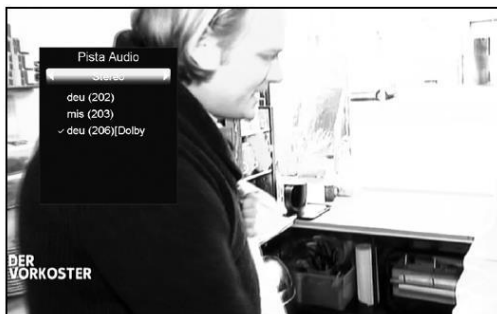 Pista Audio
Stereo
deu (202)
mis (203)
deu (206)[Dolby
DER
VORKOSTER